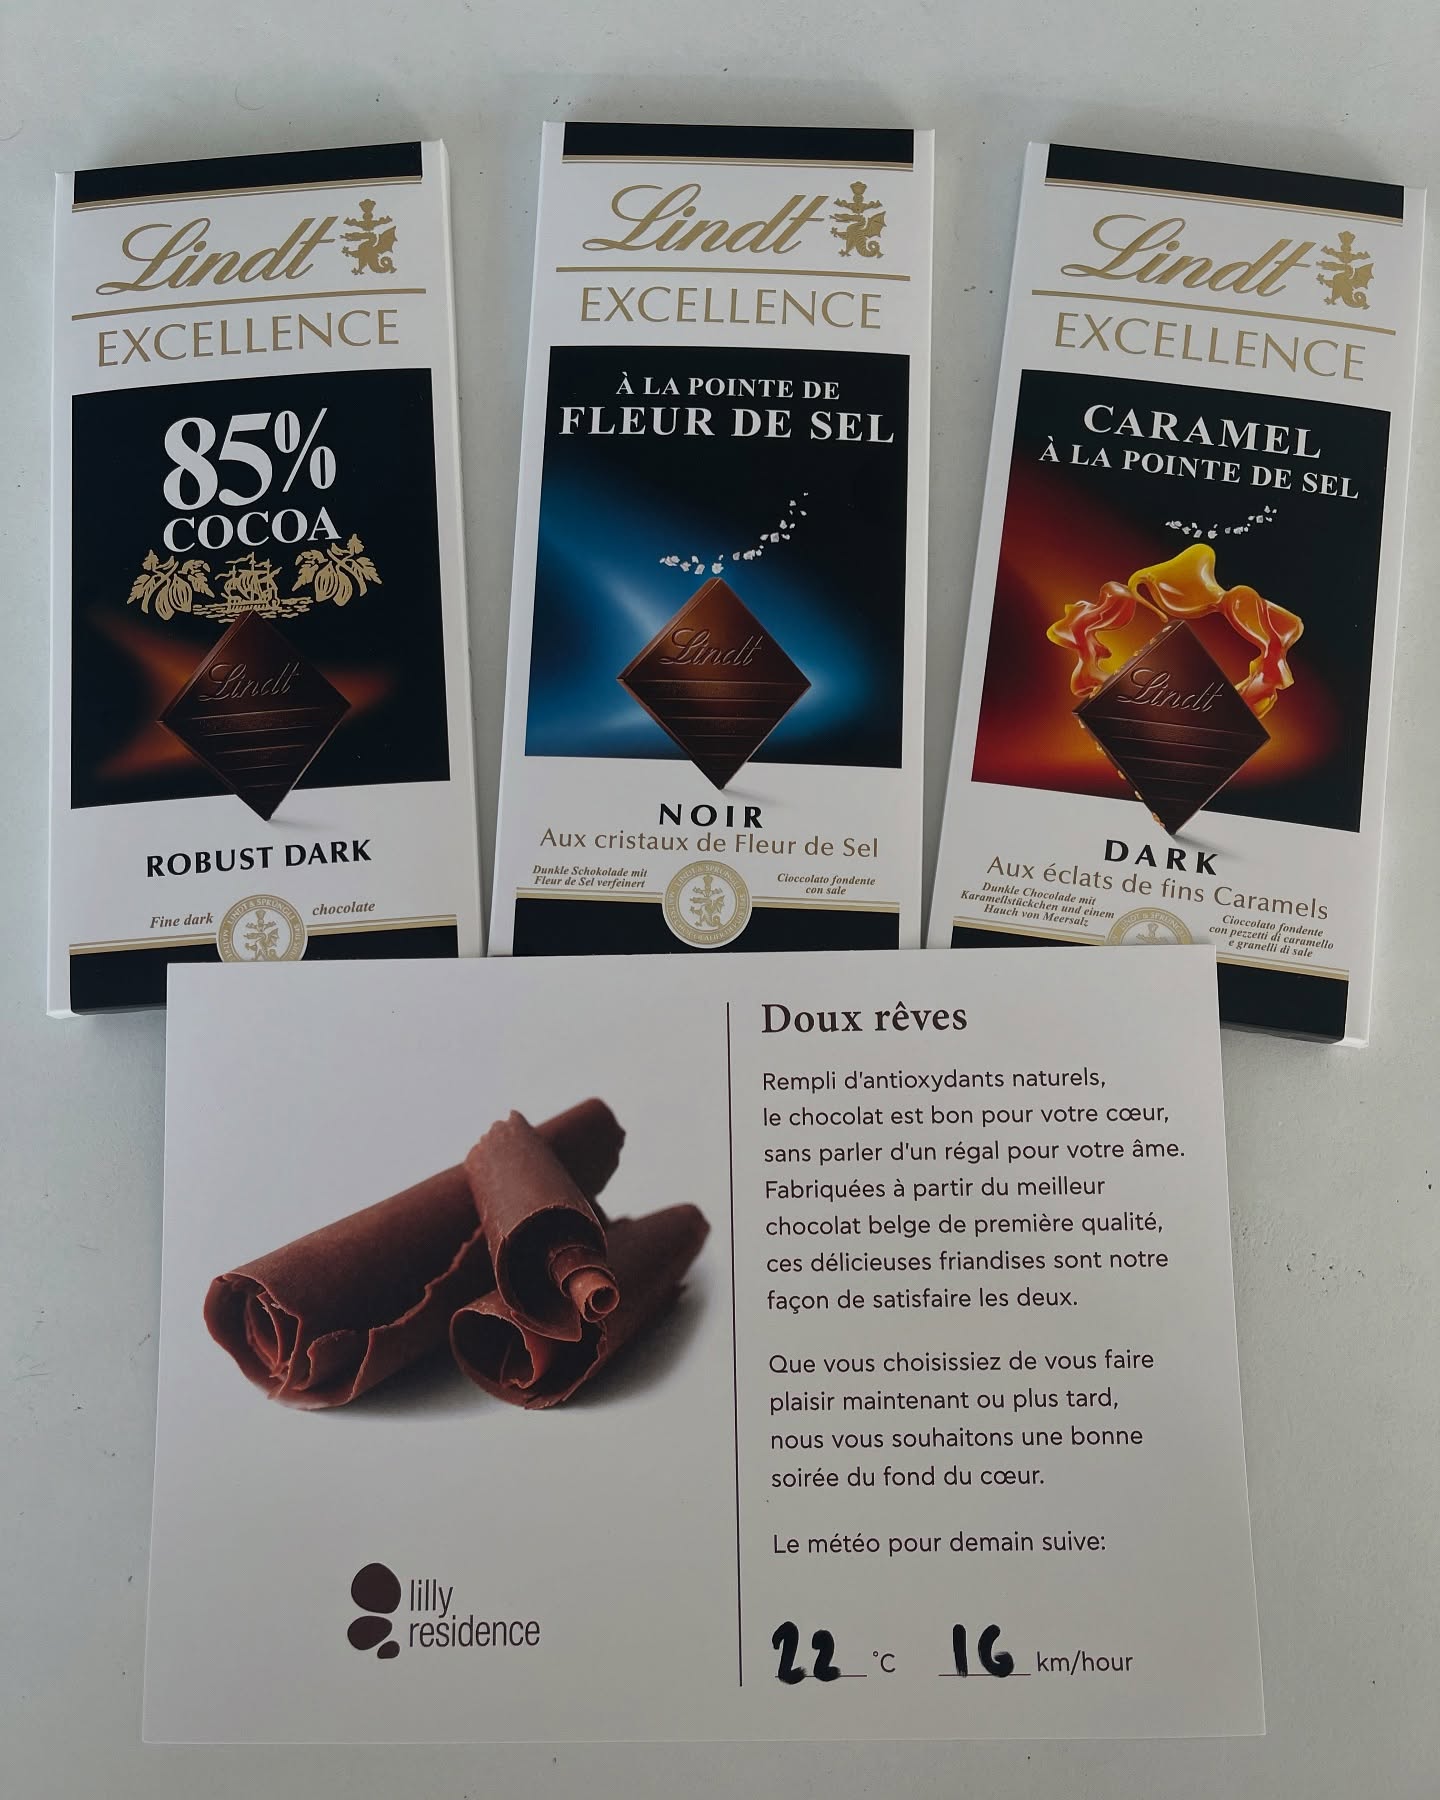 Lindt
EXCELLENCE
85%
COCOA
Lindt
ROBUST DARK
Fine dark chocolate
LINDT & SPRÜNGLI
Lindt
EXCELLENCE
À LA POINTE DE
FLEUR DE SEL
Lindt
NOIR
Aux cristaux de Fleur de Sel
Dunkle Schokolade mit
Fleur de Sel verfeinert
Cioccolato fondente
con sale
LINDT & SPRÜNGLI
MAÎTRE CHOCOLATIER
Lindt
EXCELLENCE
CARAMEL
À LA POINTE DE SEL
Lindt
DARK
Aux éclats de fins Caramels
Dunkle Chocolade mit
Karamellstückchen und einem
Hauch von Meersalz
Cioccolato fondente
con pezzetti di caramello
e granelli di sale
Doux rêves
Rempli d'antioxydants naturels,
le chocolat est bon pour votre cœur,
sans parler d'un régal pour votre âme.
Fabriquées à partir du meilleur
chocolat belge de première qualité,
ces délicieuses friandises sont notre
façon de satisfaire les deux.
Que vous choisissiez de vous faire
plaisir maintenant ou plus tard,
nous vous souhaitons une bonne
soirée du fond du cœur.
Le météo pour demain suive:
22 °C 16 km/hour
lilly
residence